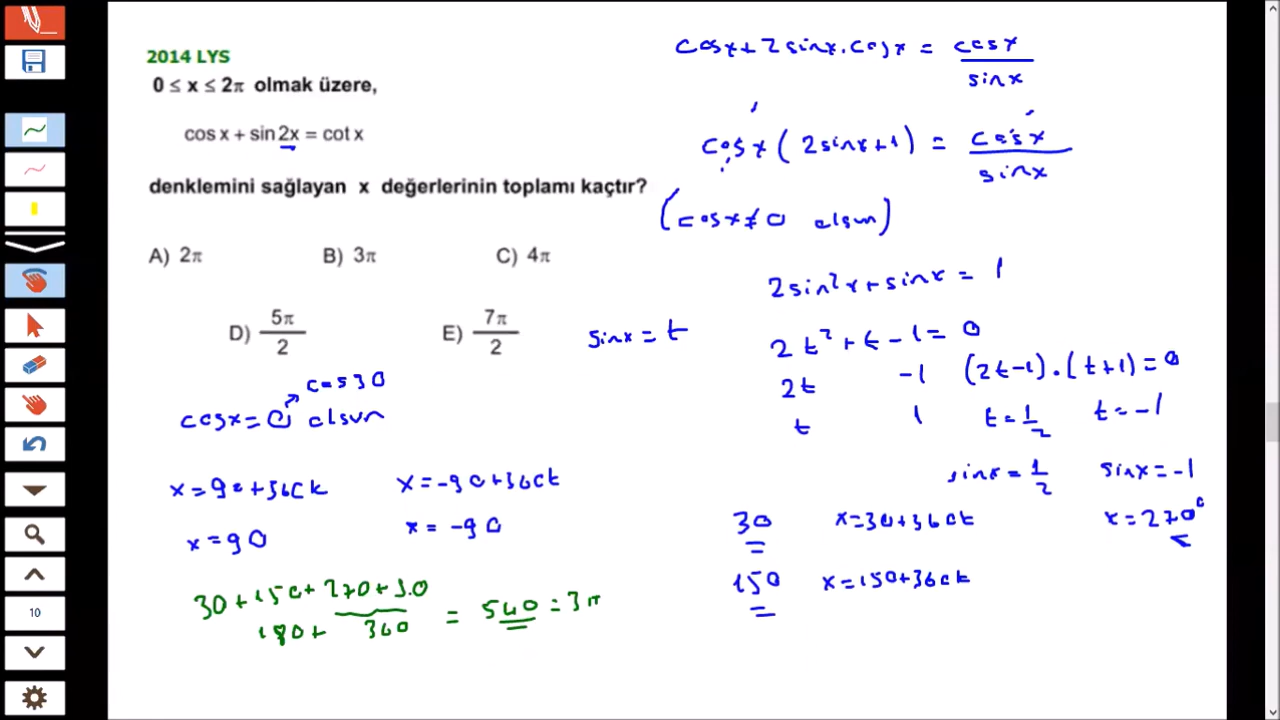 2014 LYS
0 ≤ x ≤ 2π olmak üzere,
cos x + sin 2x = cot x
denklemini sağlayan x değerlerinin toplamı kaçtır?
A) 2π B) 3π C) 4π
D) 5π/2 E) 7π/2
cosx+2sinx.cosx = cosx/sinx
cosx(2sinx+1) = cosx/sinx
(cosx≠0 olsun)
2sin²x+sinx = 1
sinx = t
2t²+t-1=0
2t -1 (2t-1).(t+1)=0
t 1 t=1/2 t=-1
sinx=1/2 sinx=-1
30 x=30+360k x=270°
150 x=150+360k
cos90
cosx=0 olsun
x=90+360k x=-90+360k
x=90 x=-90
30+150+270+90
180+ 360 = 540 = 3π
10